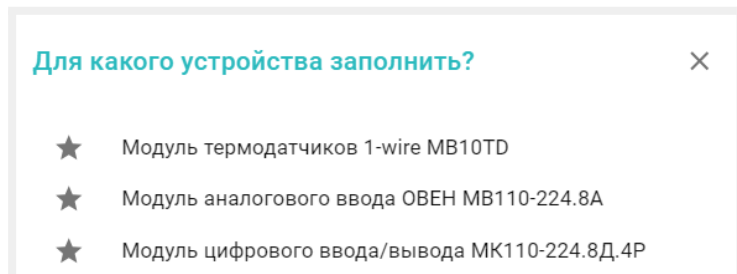 Для какого устройства заполнить?
Модуль термодатчиков 1-wire MB10TD
Модуль аналогового ввода ОВЕН МВ110-224.8А
Модуль цифрового ввода/вывода МК110-224.8Д.4Р